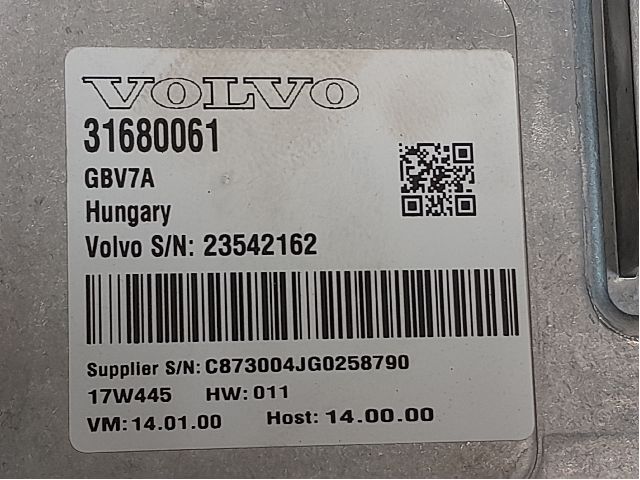 VOLVO
31680061
GBV7A
Hungary
Volvo S/N: 23542162
Supplier S/N: C873004JG0258790
17W445 HW: 011
VM: 14.01.00 Host: 14.00.00